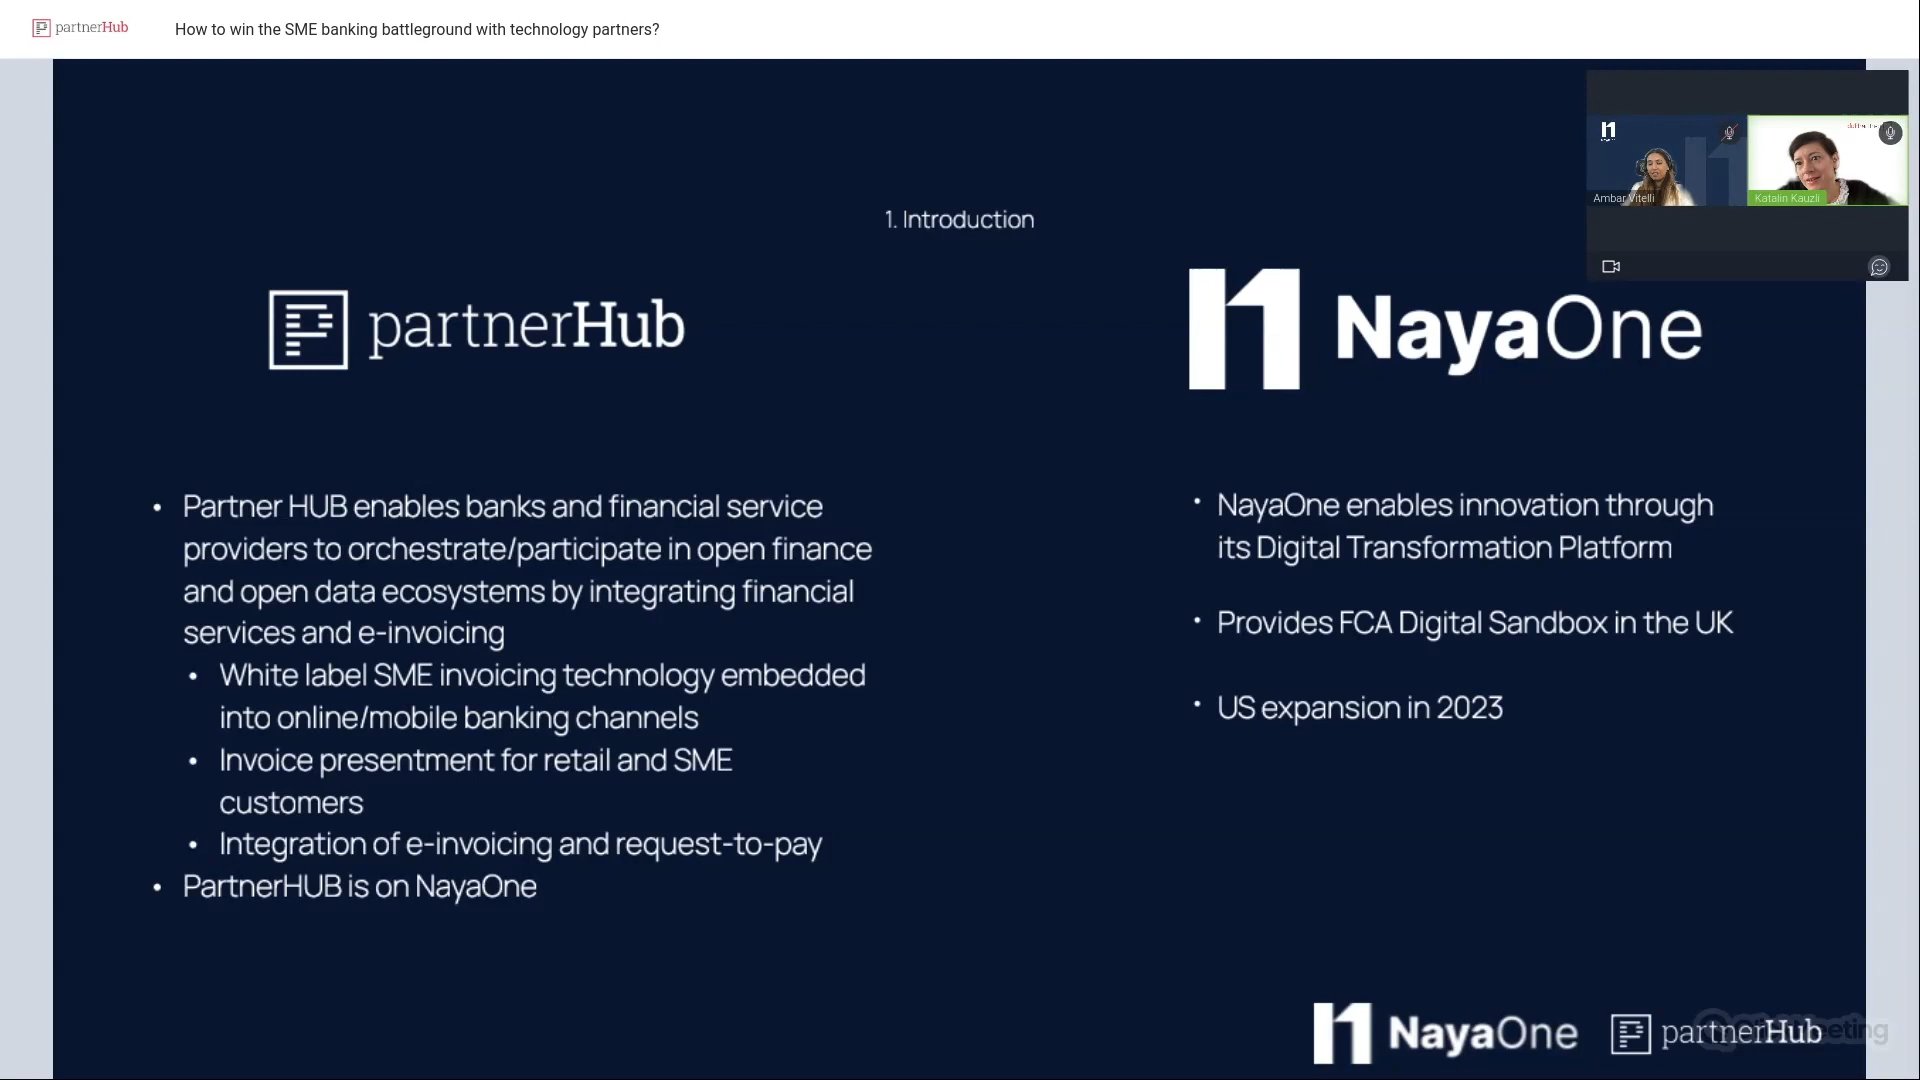 partnerHub
How to win the SME banking battleground with technology partners?
Ambar Vitelli
Katalin Kauzli
1. Introduction
partnerHub
NayaOne
• Partner HUB enables banks and financial service
providers to orchestrate/participate in open finance
and open data ecosystems by integrating financial
services and e-invoicing
• White label SME invoicing technology embedded
into online/mobile banking channels
• Invoice presentment for retail and SME
customers
• Integration of e-invoicing and request-to-pay
• PartnerHUB is on NayaOne
• NayaOne enables innovation through
its Digital Transformation Platform
• Provides FCA Digital Sandbox in the UK
• US expansion in 2023
NayaOne
partnerHub